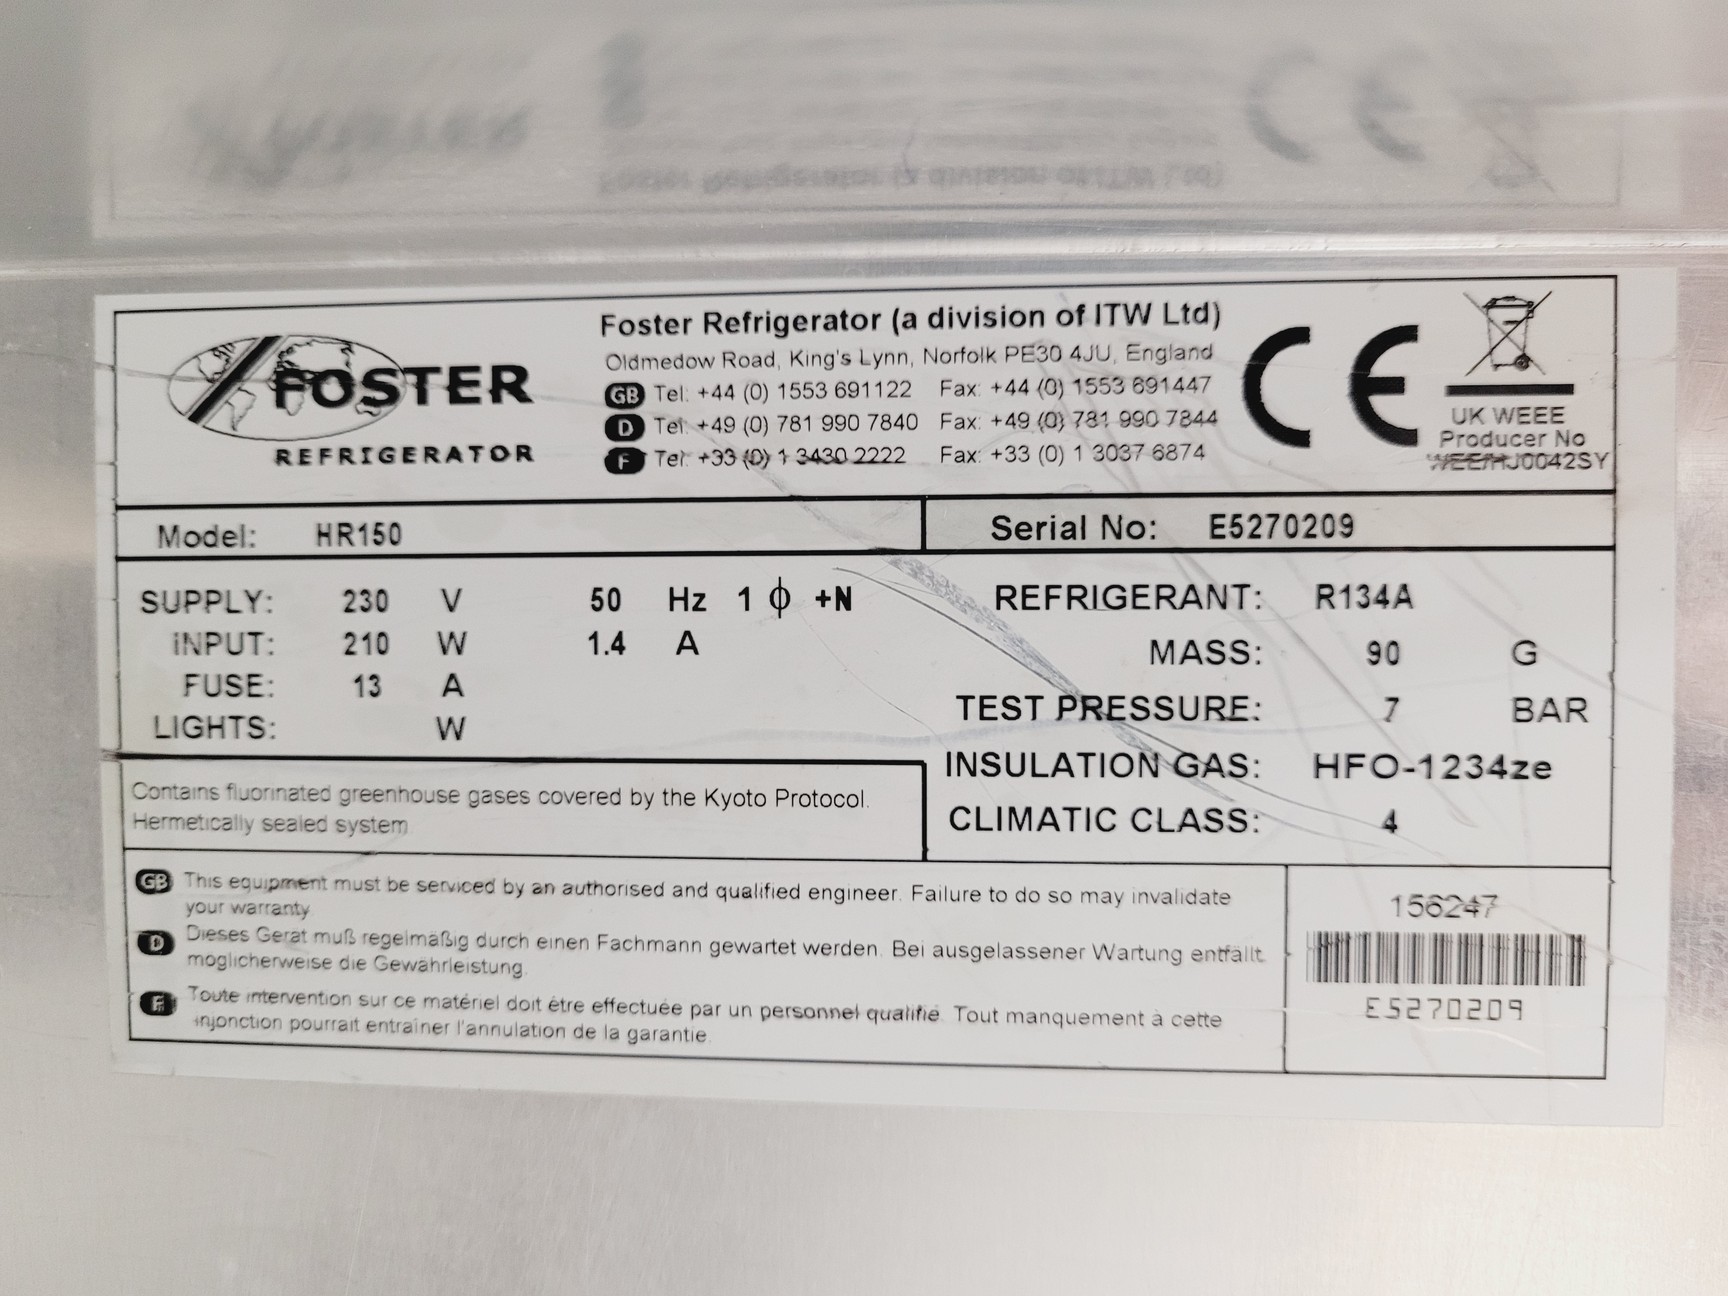 FOSTER
REFRIGERATOR
Foster Refrigerator (a division of ITW Ltd)
Oldmedow Road, King's Lynn, Norfolk PE30 4JU, England
GB Tel: +44 (0) 1553 691122 Fax: +44 (0) 1553 691447
D Tel: +49 (0) 781 990 7840 Fax: +49 (0) 781 990 7844
F Tel: +33 (0) 1 3430 2222 Fax: +33 (0) 1 3037 6874
CE
UK WEEE
Producer No
WEE/HJ0042SY
Model: HR150
Serial No: E5270209
SUPPLY: 230 V 50 Hz 1 ϕ +N
INPUT: 210 W 1.4 A
FUSE: 13 A
LIGHTS: W
REFRIGERANT: R134A
MASS: 90 G
TEST PRESSURE: 7 BAR
INSULATION GAS: HFO-1234ze
CLIMATIC CLASS: 4
Contains fluorinated greenhouse gases covered by the Kyoto Protocol.
Hermetically sealed system
GB This equipment must be serviced by an authorised and qualified engineer. Failure to do so may invalidate
your warranty
D Dieses Gerät muß regelmäßig durch einen Fachmann gewartet werden. Bei ausgelassener Wartung entfällt
möglicherweise die Gewährleistung.
F Toute intervention sur ce matériel doit être effectuée par un personnel qualifié. Tout manquement à cette
injonction pourrait entraîner l'annulation de la garantie.
156247
E5270209